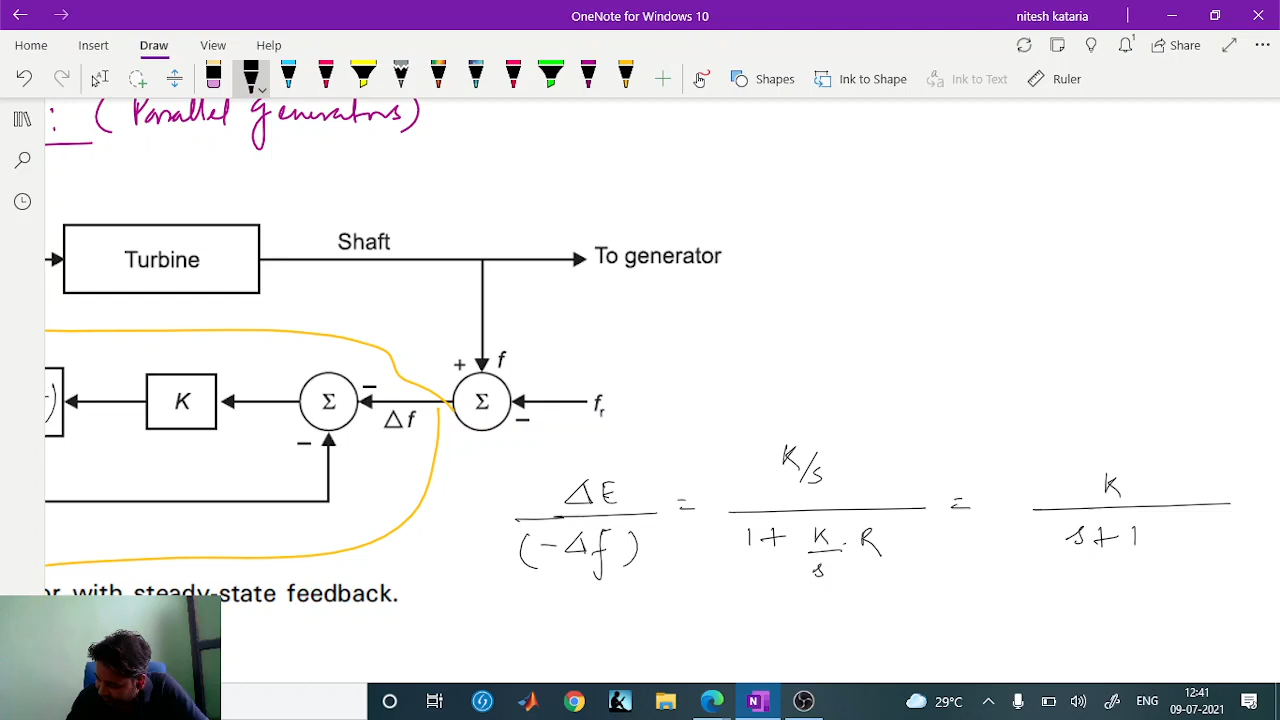 OneNote for Windows 10
nitesh kataria
Home Insert Draw View Help
Share
Shapes
Ink to Shape
Ink to Text
Ruler
: (Parallel Generators)
Turbine
Shaft
To generator
+ f
K
Σ
−
Δf
Σ
−
fr
−
ΔE/(−Δf) = (K/s)/(1 + K/s · R) = K/(s + 1
with steady-state feedback.
29°C
ENG
12:41
09-07-2021